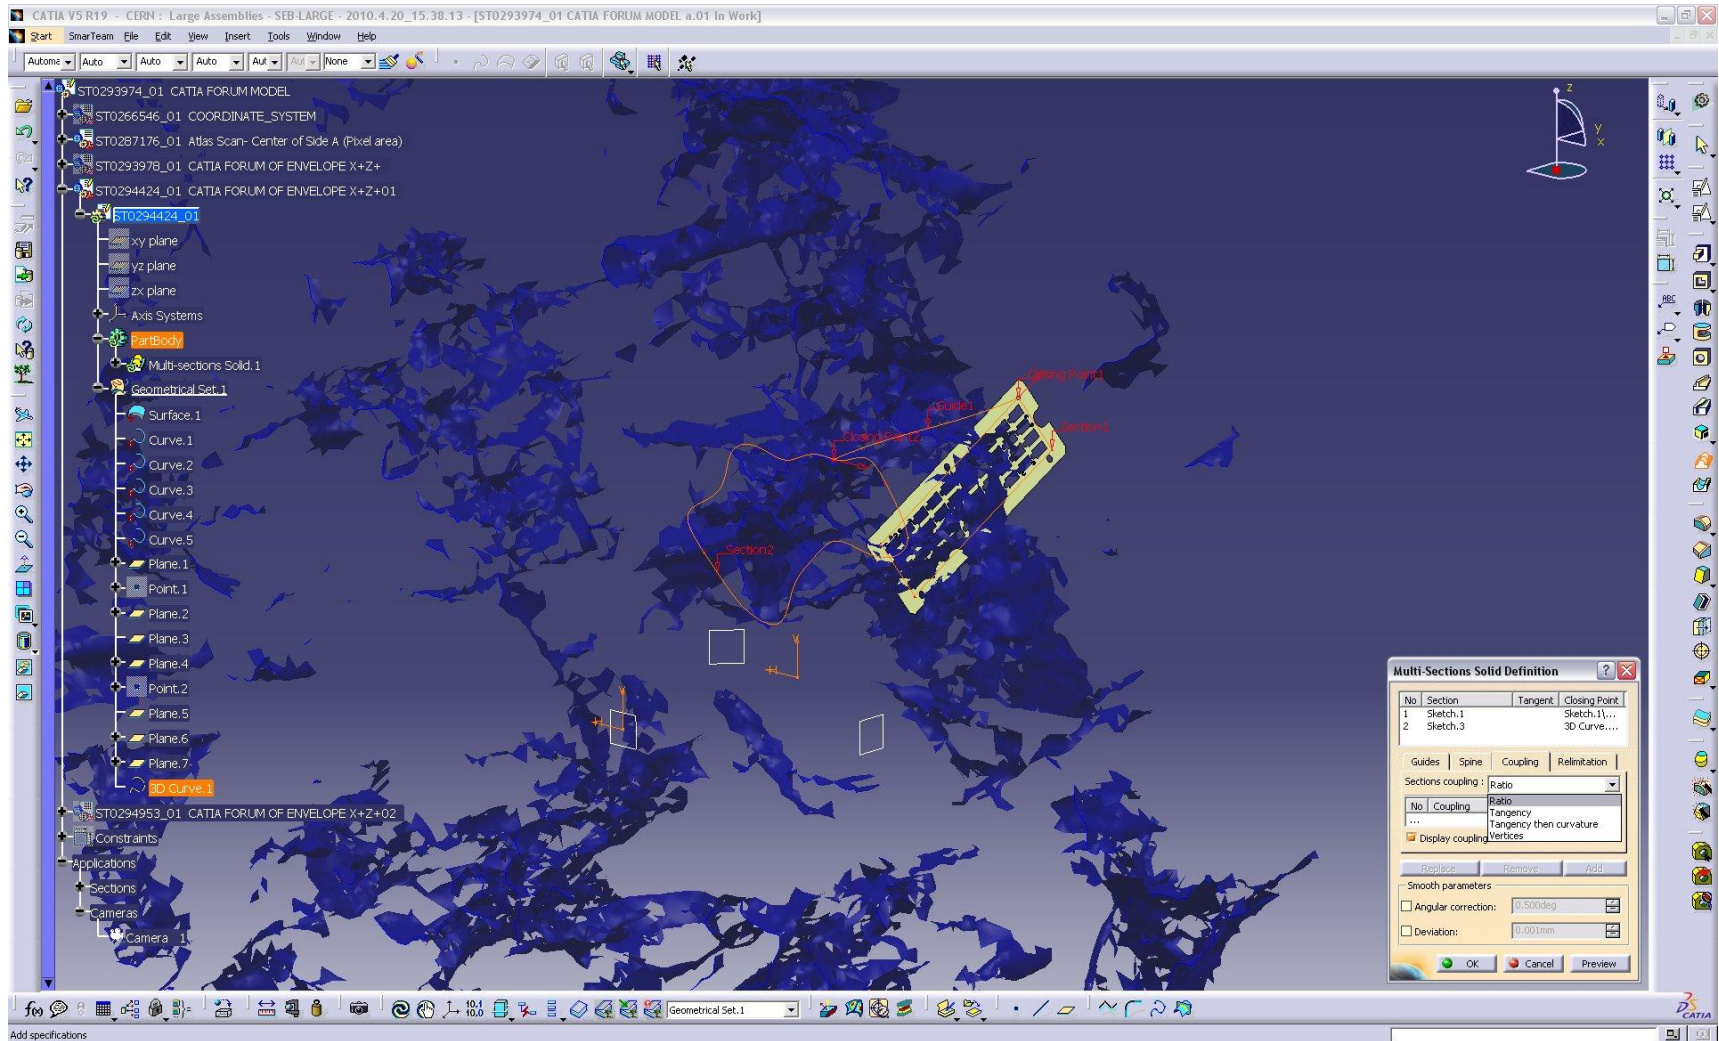 CATIA V5 R19 - CERN : Large Assemblies - SEB-LARGE - 2010.4.20_15.38.13 - [ST0293974_01 CATIA FORUM MODEL a.01 In Work]
Start SmarTeam File Edit View Insert Tools Window Help
Automa Auto Auto Auto Aut Aut None
ST0293974_01 CATIA FORUM MODEL
ST0266546_01 COORDINATE_SYSTEM
ST0287176_01 Atlas Scan- Center of Side A (Pixel area)
ST0293978_01 CATIA FORUM OF ENVELOPE X+Z+
ST0294424_01 CATIA FORUM OF ENVELOPE X+Z+01
ST0294424_01
xy plane
yz plane
zx plane
Axis Systems
PartBody
Multi-sections Solid.1
Geometrical Set.1
Surface.1
Curve.1
Curve.2
Curve.3
Curve.4
Curve.5
Plane.1
Point.1
Plane.2
Plane.3
Plane.4
Point.2
Plane.5
Plane.6
Plane.7
3D Curve.1
ST0294953_01 CATIA FORUM OF ENVELOPE X+Z+02
Constraints
Applications
Sections
Cameras
Camera 1
z
y
x
Closing Point1
Guide1
Section1
Closing Point2
Section2
V
H
V
H
ABC
Multi-Sections Solid Definition
No Section Tangent Closing Point
1 Sketch.1 Sketch.1\...
2 Sketch.3 3D Curve....
Guides Spine Coupling Relimitation
Sections coupling : Ratio
No Coupling
...
Ratio
Tangency
Tangency then curvature
Vertices
Display coupling
Replace Remove Add
Smooth parameters
Angular correction: 0.500deg
Deviation: 0.001mm
OK Cancel Preview
f(x) 10.1 10.0 Geometrical Set.1
CATIA
Add specifications